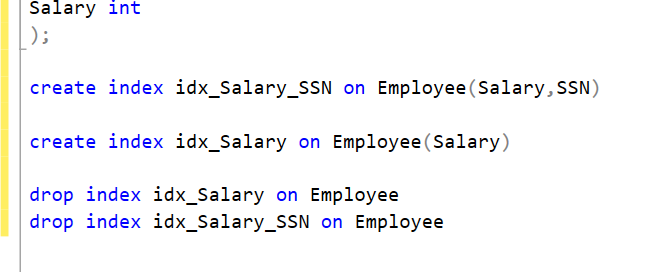 Salary int
);
create index idx_Salary_SSN on Employee(Salary,SSN)
create index idx_Salary on Employee(Salary)
drop index idx_Salary on Employee
drop index idx_Salary_SSN on Employee